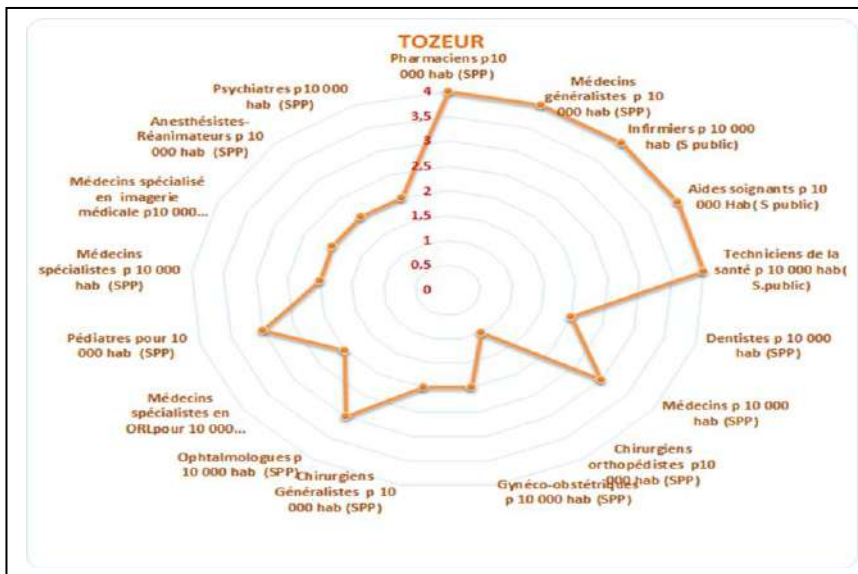 TOZEUR
Pharmaciens p10
000 hab (SPP)
Médecins
généralistes p 10
000 hab (SPP)
Infirmiers p 10 000
hab (S public)
Aides soignants p 10
000 Hab( S public)
Techniciens de la
santé p 10 000 hab(
S.public)
Dentistes p 10 000
hab (SPP)
Médecins p 10 000
hab (SPP)
Chirurgiens
orthopédistes p10
000 hab (SPP)
Gynéco-obstétriques
p 10 000 hab (SPP)
Chirurgiens
Généralistes p 10
000 hab (SPP)
Ophtalmologues p
10 000 hab (SPP)
Médecins
spécialistes en
ORLpour 10 000...
Pédiatres pour 10
000 hab (SPP)
Médecins
spécialistes p 10 000
hab (SPP)
Médecins spécialisé
en imagerie
médicale p10 000...
Anesthésistes-
Réanimateurs p 10
000 hab (SPP)
Psychiatres p10 000
hab (SPP)
4
3,5
3
2,5
2
1,5
1
0,5
0